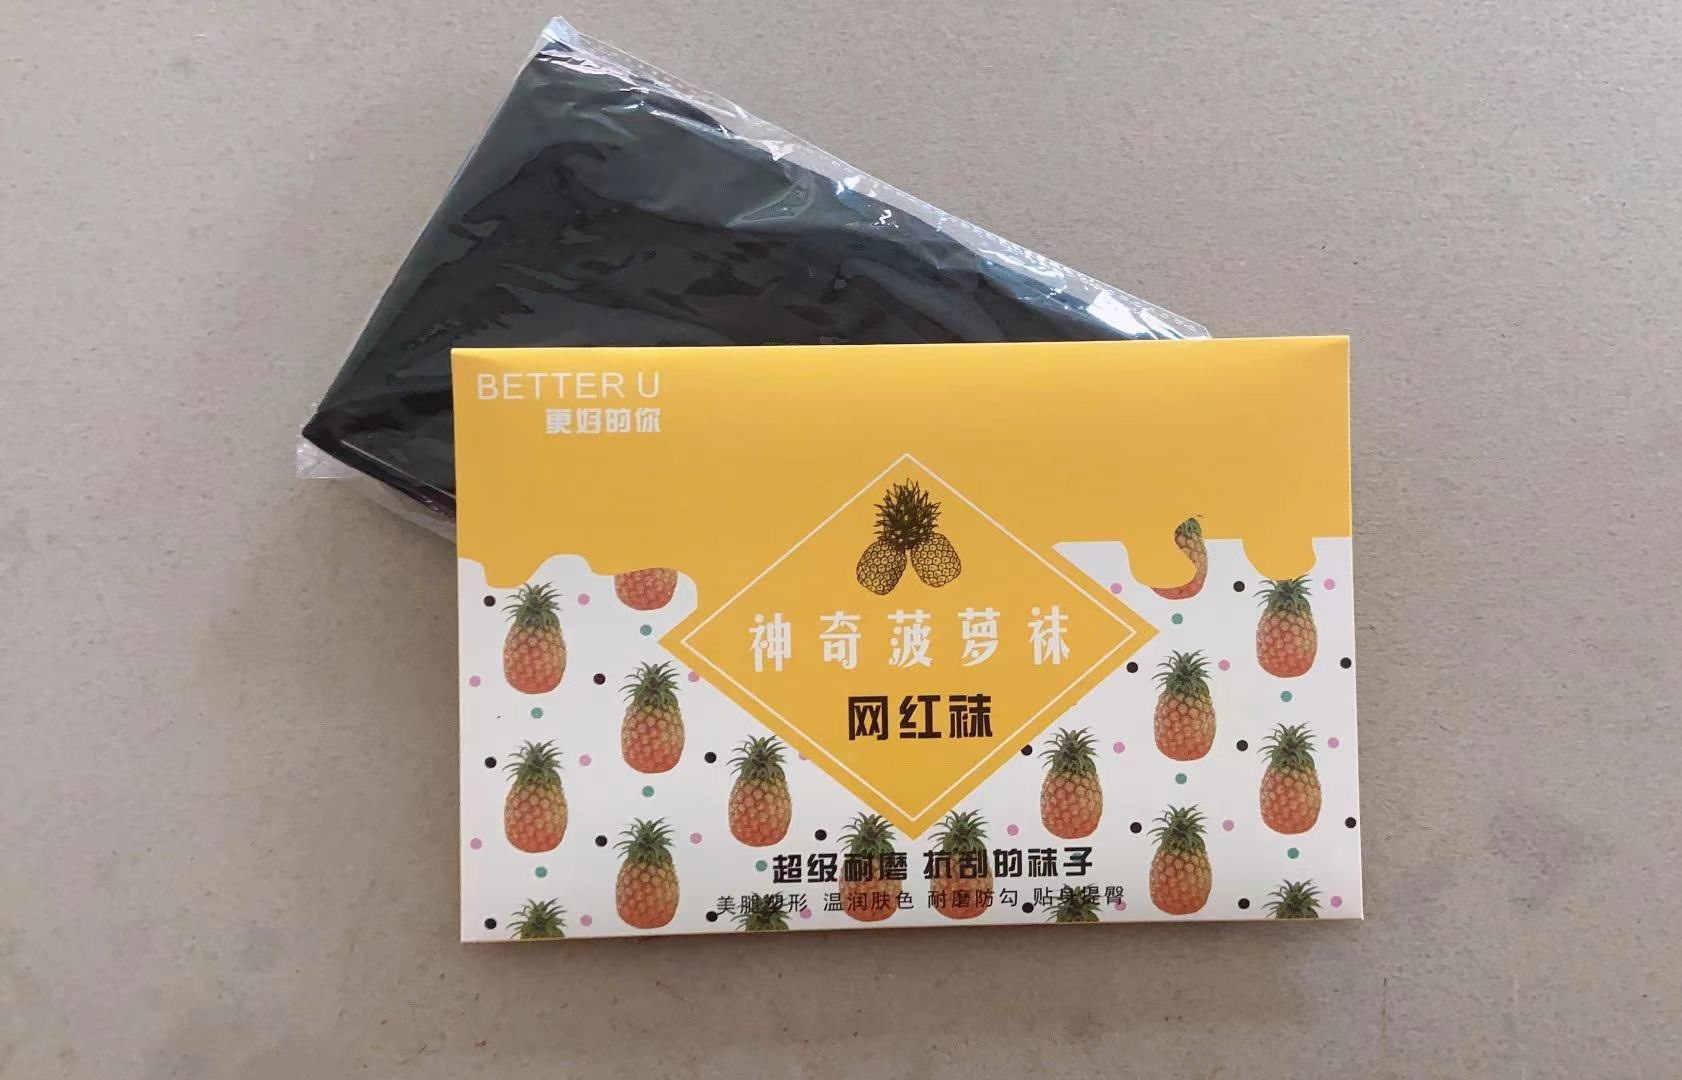 BETTER U
更好的你
神奇菠萝袜
网红袜
超级耐磨 抗刮的袜子
美腿塑形 温润肤色 耐磨防勾 贴身提臀